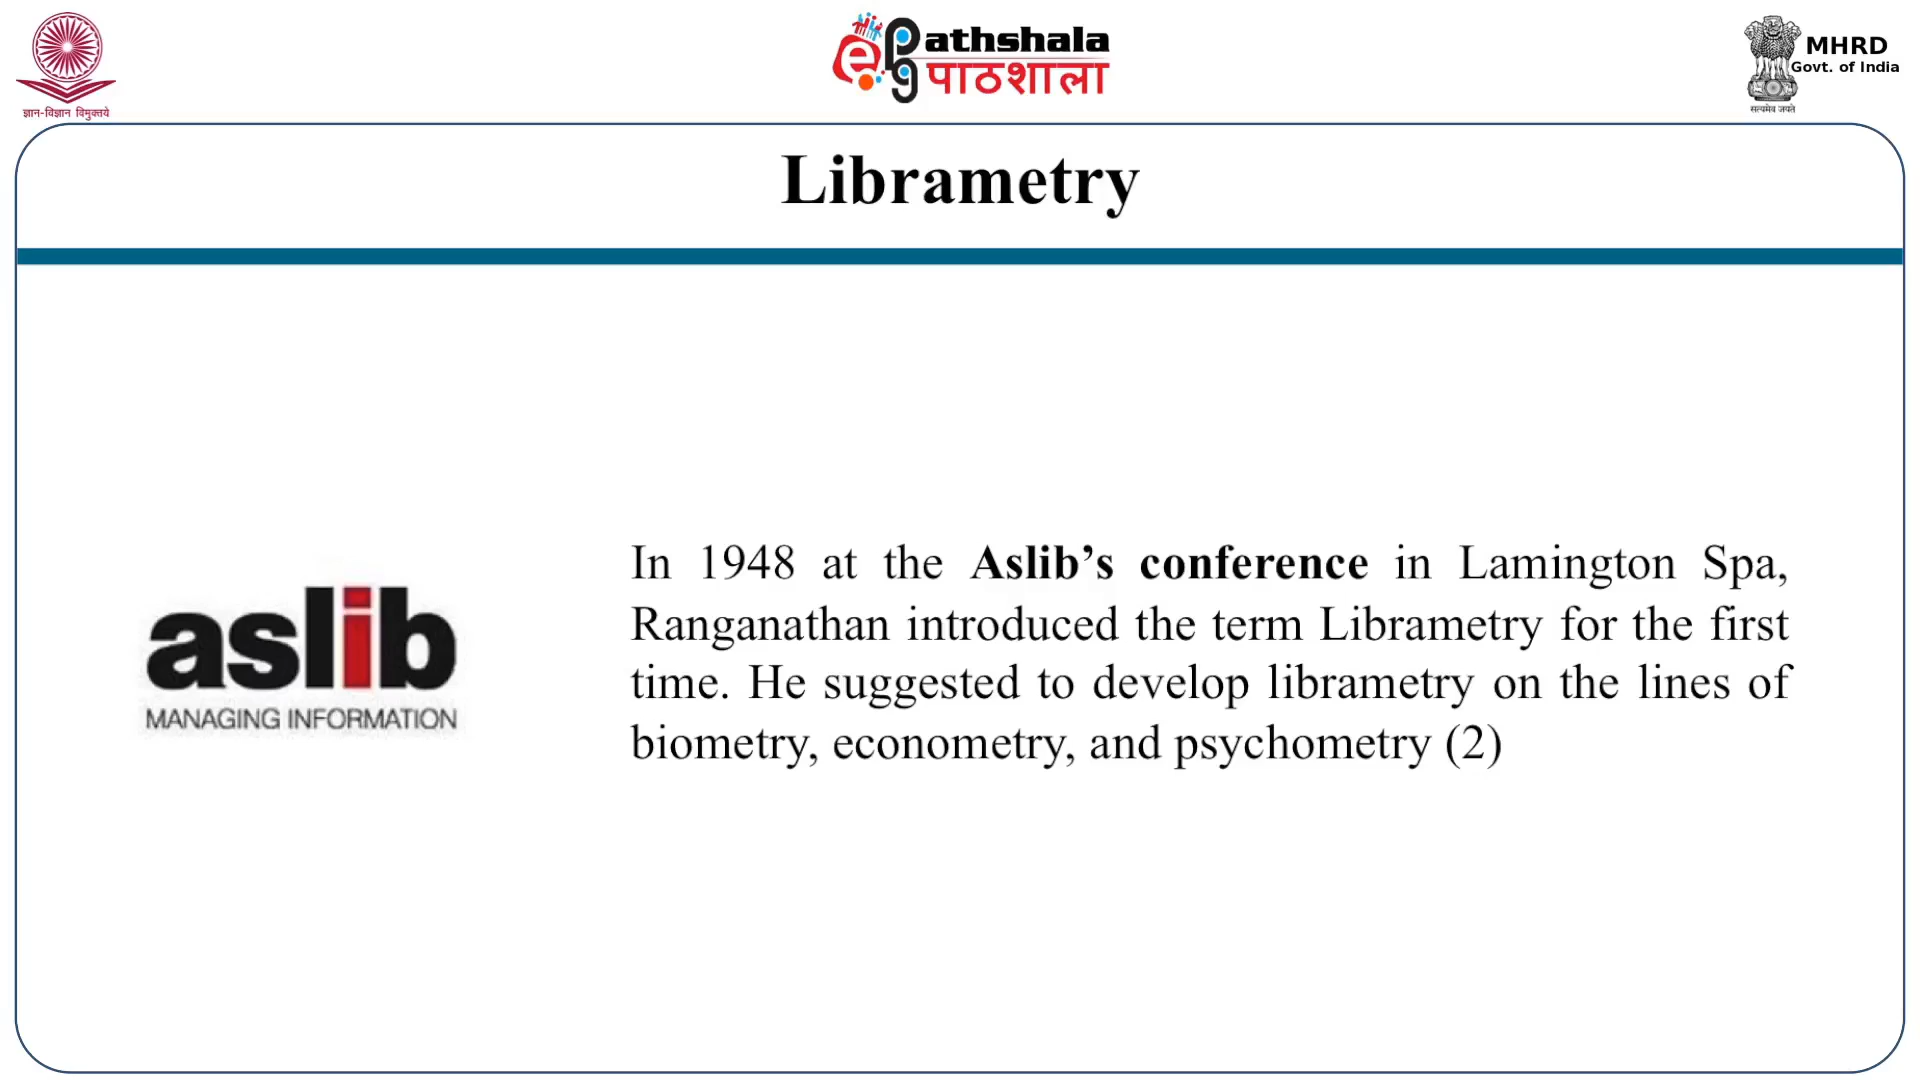 ज्ञान-विज्ञान विमुक्तये
ePathshala
पाठशाला
MHRD
Govt. of India
सत्यमेव जयते
Librametry
aslib
MANAGING INFORMATION
In 1948 at the Aslib’s conference in Lamington Spa,
Ranganathan introduced the term Librametry for the first
time. He suggested to develop librametry on the lines of
biometry, econometry, and psychometry (2)